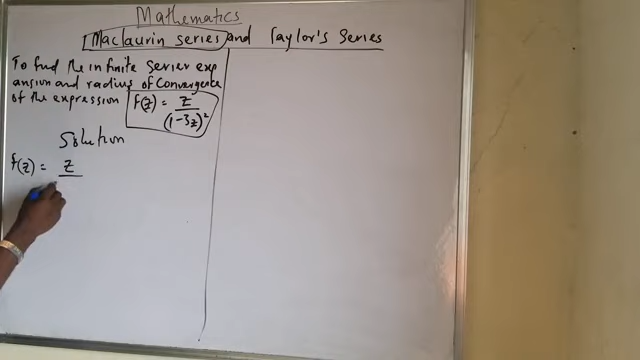 Mathematics
Maclaurin series and Taylor's Series
To find the infinite series exp
ansion and radius of Convergence
of the expression f(z) = z / (1-3z)²
Solution
f(z) = z